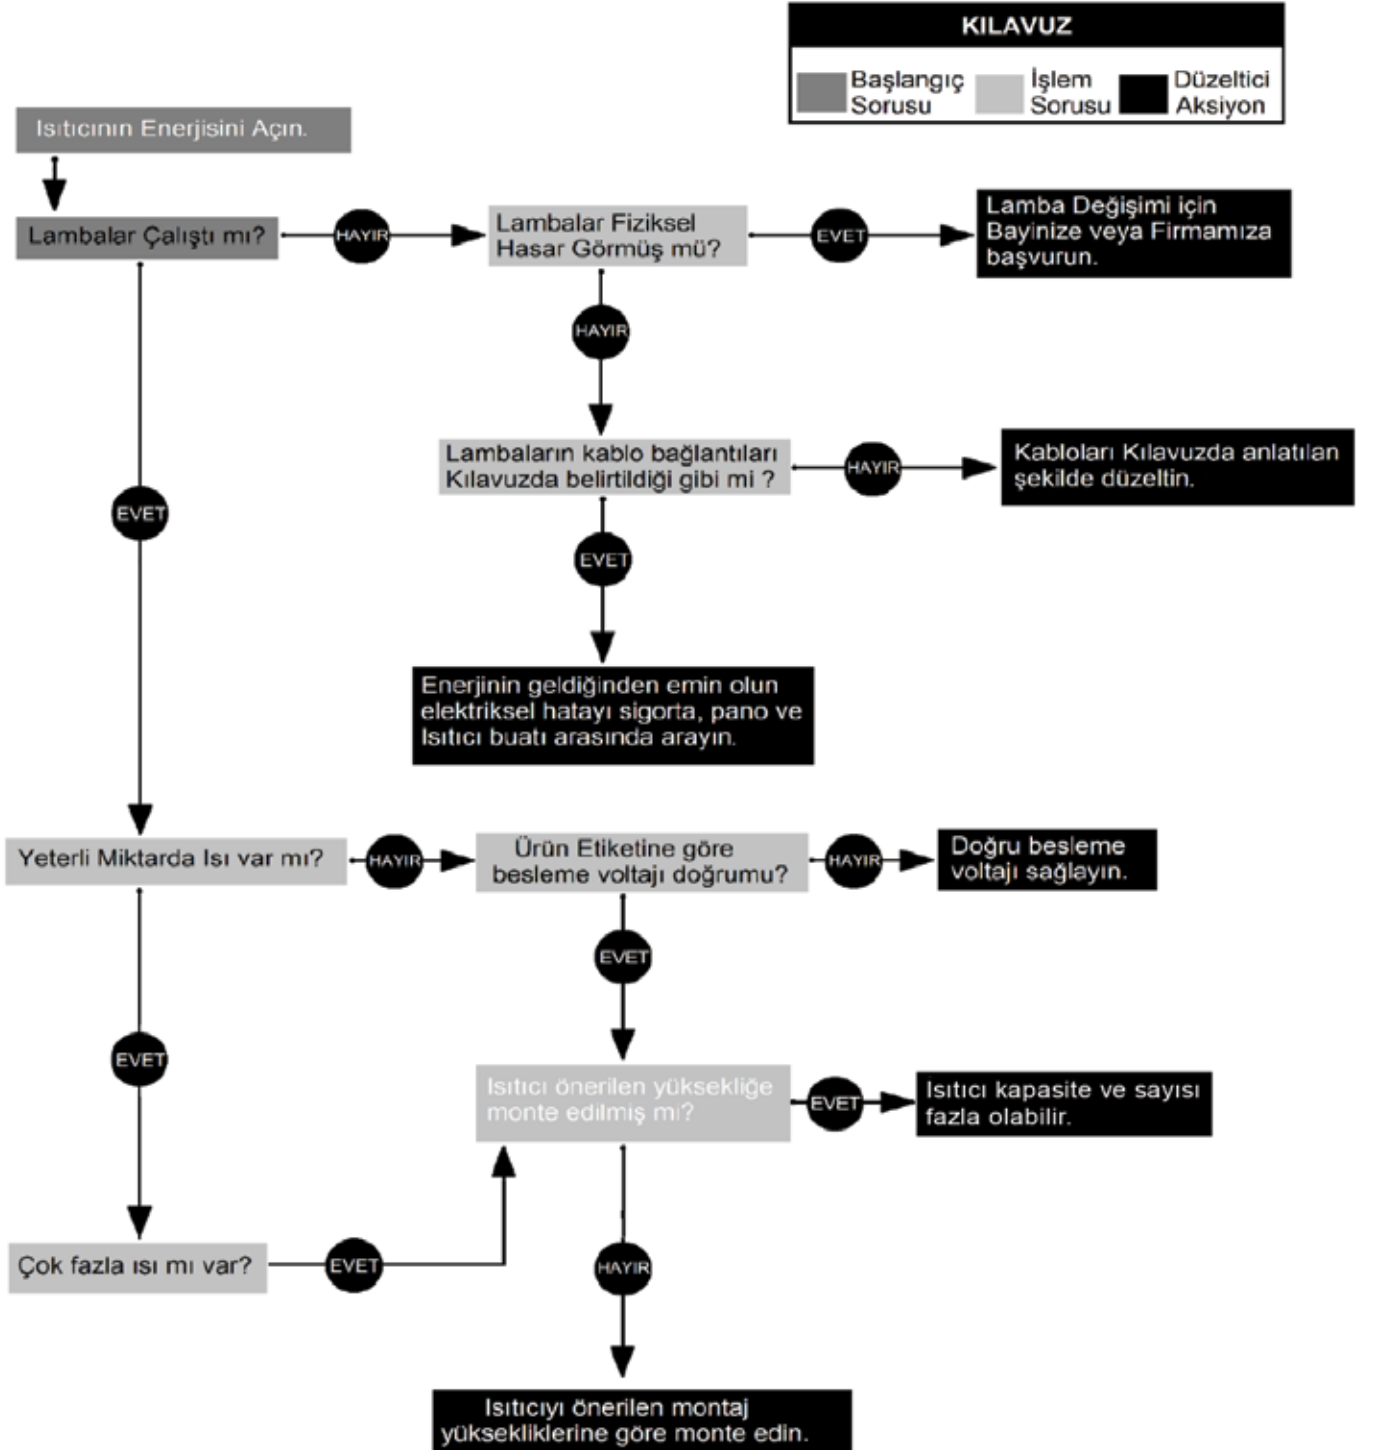 KILAVUZ
Başlangıç
Sorusu
İşlem
Sorusu
Düzeltici
Aksiyon
Isıtıcının Enerjisini Açın.
Lambalar Çalıştı mı?
HAYIR
Lambalar Fiziksel
Hasar Görmüş mü?
EVET
Lamba Değişimi için
Bayinize veya Firmamıza
başvurun.
HAYIR
Lambaların kablo bağlantıları
Kılavuzda belirtildiği gibi mi ?
HAYIR
Kabloları Kılavuzda anlatılan
şekilde düzeltin.
EVET
EVET
Enerjinin geldiğinden emin olun
elektriksel hatayı sigorta, pano ve
Isıtıcı buatı arasında arayın.
Yeterli Miktarda Isı var mı?
HAYIR
Ürün Etiketine göre
besleme voltajı doğrumu?
HAYIR
Doğru besleme
voltajı sağlayın.
EVET
EVET
Isıtıcı önerilen yüksekliğe
monte edilmiş mi?
EVET
İsıtıcı kapasite ve sayısı
fazla olabilir.
Çok fazla ısı mı var?
EVET
HAYIR
Isıtıcıyı önerilen montaj
yüksekliklerine göre monte edin.